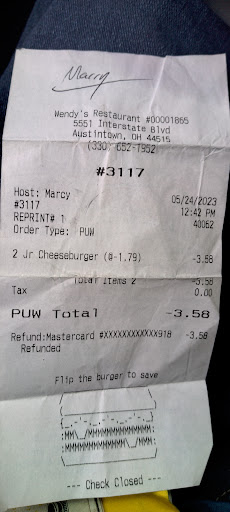 Marry
Wendy's Restaurant #00001865
5551 Interstate Blvd
Austintown, OH 44515
(330) 652-1952
#3117
Host: Marcy 05/24/2023
#3117 12:42 PM
REPRINT# 1 40062
Order Type: PUW
2 Jr Cheeseburger (@-1.79) -3.58
Total Items 2 -3.58
Tax 0.00
PUW Total -3.58
Refund:Mastercard #XXXXXXXXXXXX918 -3.58
Refunded
Flip the burger to save
--- Check Closed ---